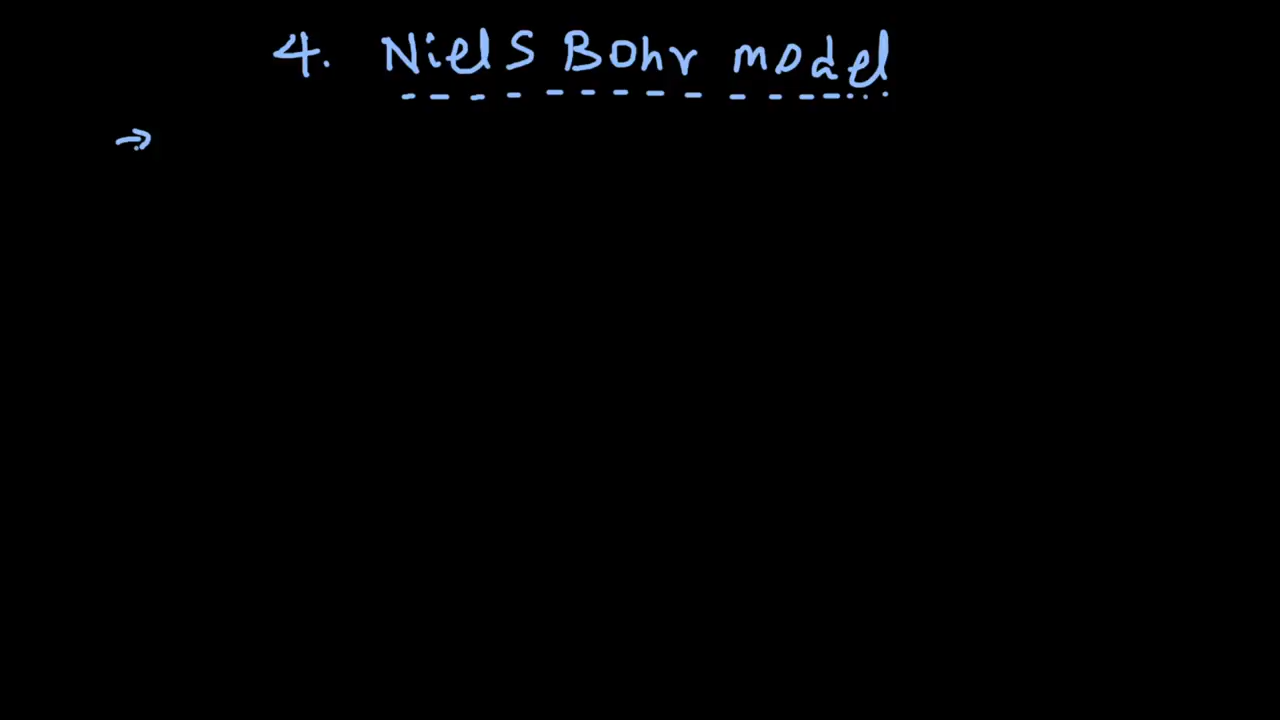 4. Niels Bohr model
→